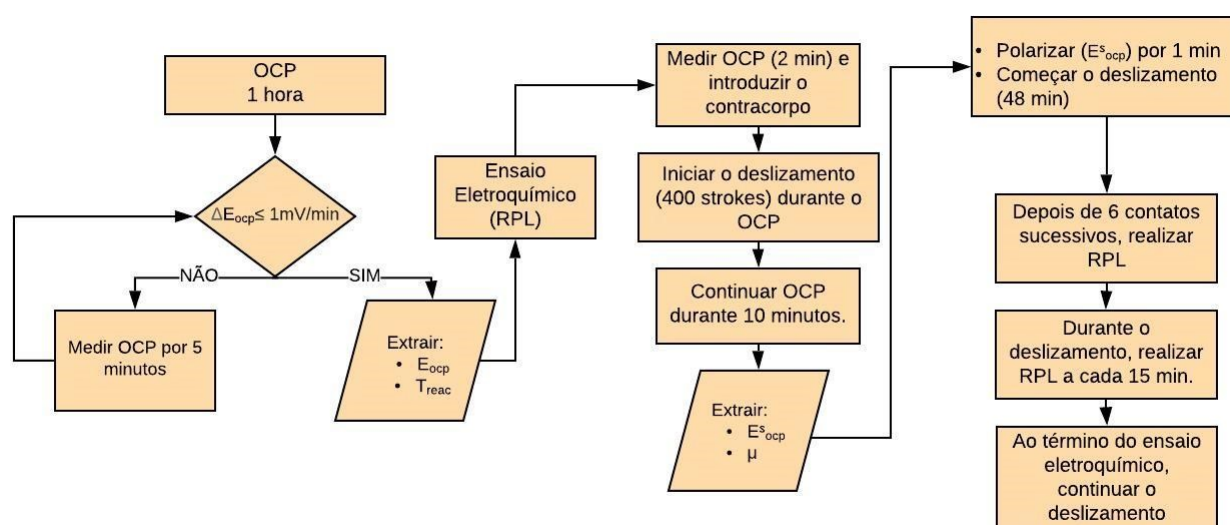 OCP
1 hora
ΔEocp≤ 1mV/min
NÃO
SIM
Medir OCP por 5
minutos
Extrair:
• Eocp
• Treac
Ensaio
Eletroquímico
(RPL)
Medir OCP (2 min) e
introduzir o
contracorpo
Iniciar o deslizamento
(400 strokes) durante o
OCP
Continuar OCP
durante 10 minutos.
Extrair:
• Eˢocp
• µ
• Polarizar (Eˢocp) por 1 min
• Começar o deslizamento
(48 min)
Depois de 6 contatos
sucessivos, realizar
RPL
Durante o
deslizamento, realizar
RPL a cada 15 min.
Ao término do ensaio
eletroquímico,
continuar o
deslizamento